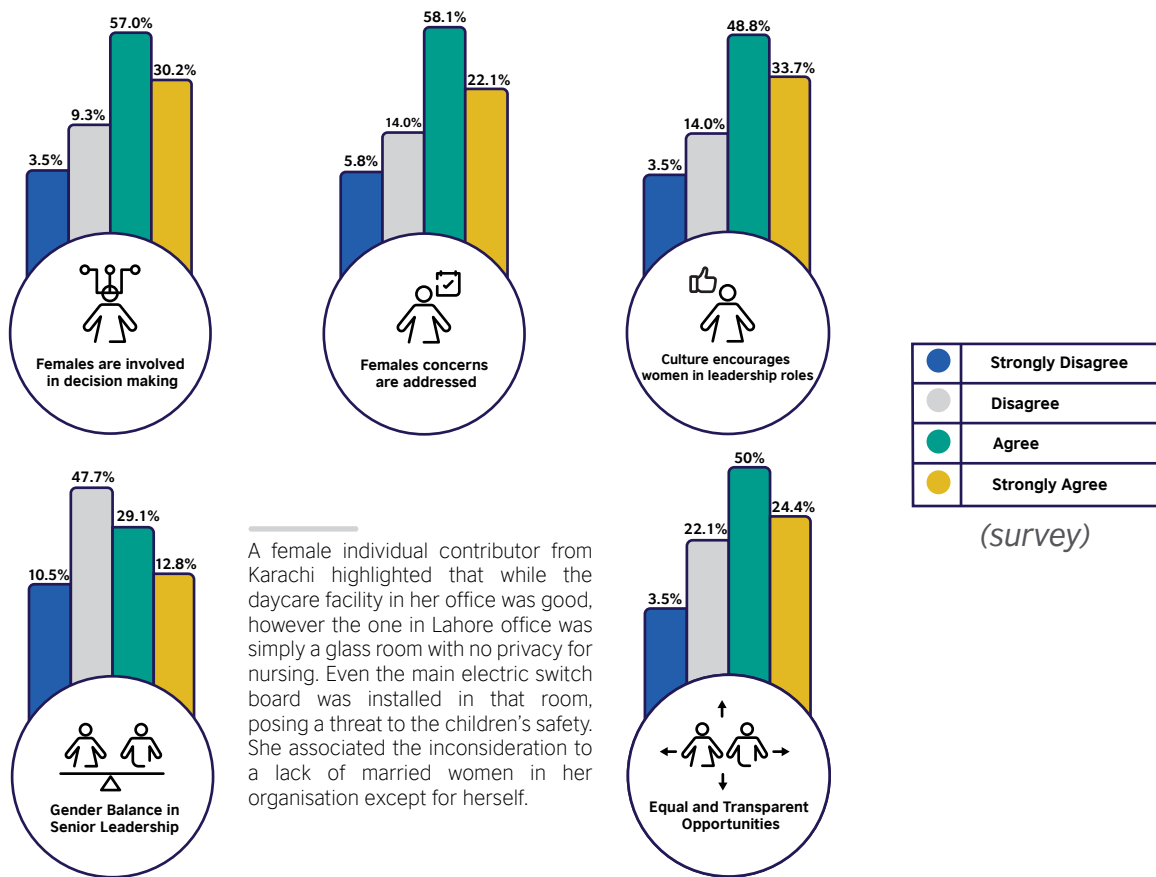 57.0%
30.2%
9.3%
3.5%
Females are involved
in decision making
58.1%
22.1%
14.0%
5.8%
Females concerns
are addressed
48.8%
33.7%
14.0%
3.5%
Culture encourages
women in leadership roles
Strongly Disagree
Disagree
Agree
Strongly Agree
(survey)
47.7%
29.1%
10.5%
12.8%
Gender Balance in
Senior Leadership
A female individual contributor from
Karachi highlighted that while the
daycare facility in her office was good,
however the one in Lahore office was
simply a glass room with no privacy for
nursing. Even the main electric switch
board was installed in that room,
posing a threat to the children’s safety.
She associated the inconsideration to
a lack of married women in her
organisation except for herself.
50%
24.4%
22.1%
3.5%
Equal and Transparent
Opportunities